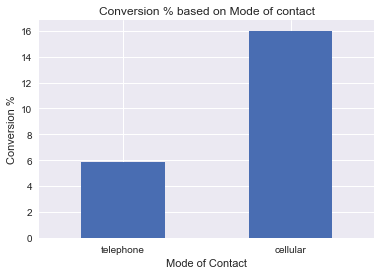 Conversion % based on Mode of contact
16
14
12
10
8
6
4
2
0
Conversion %
telephone cellular
Mode of Contact